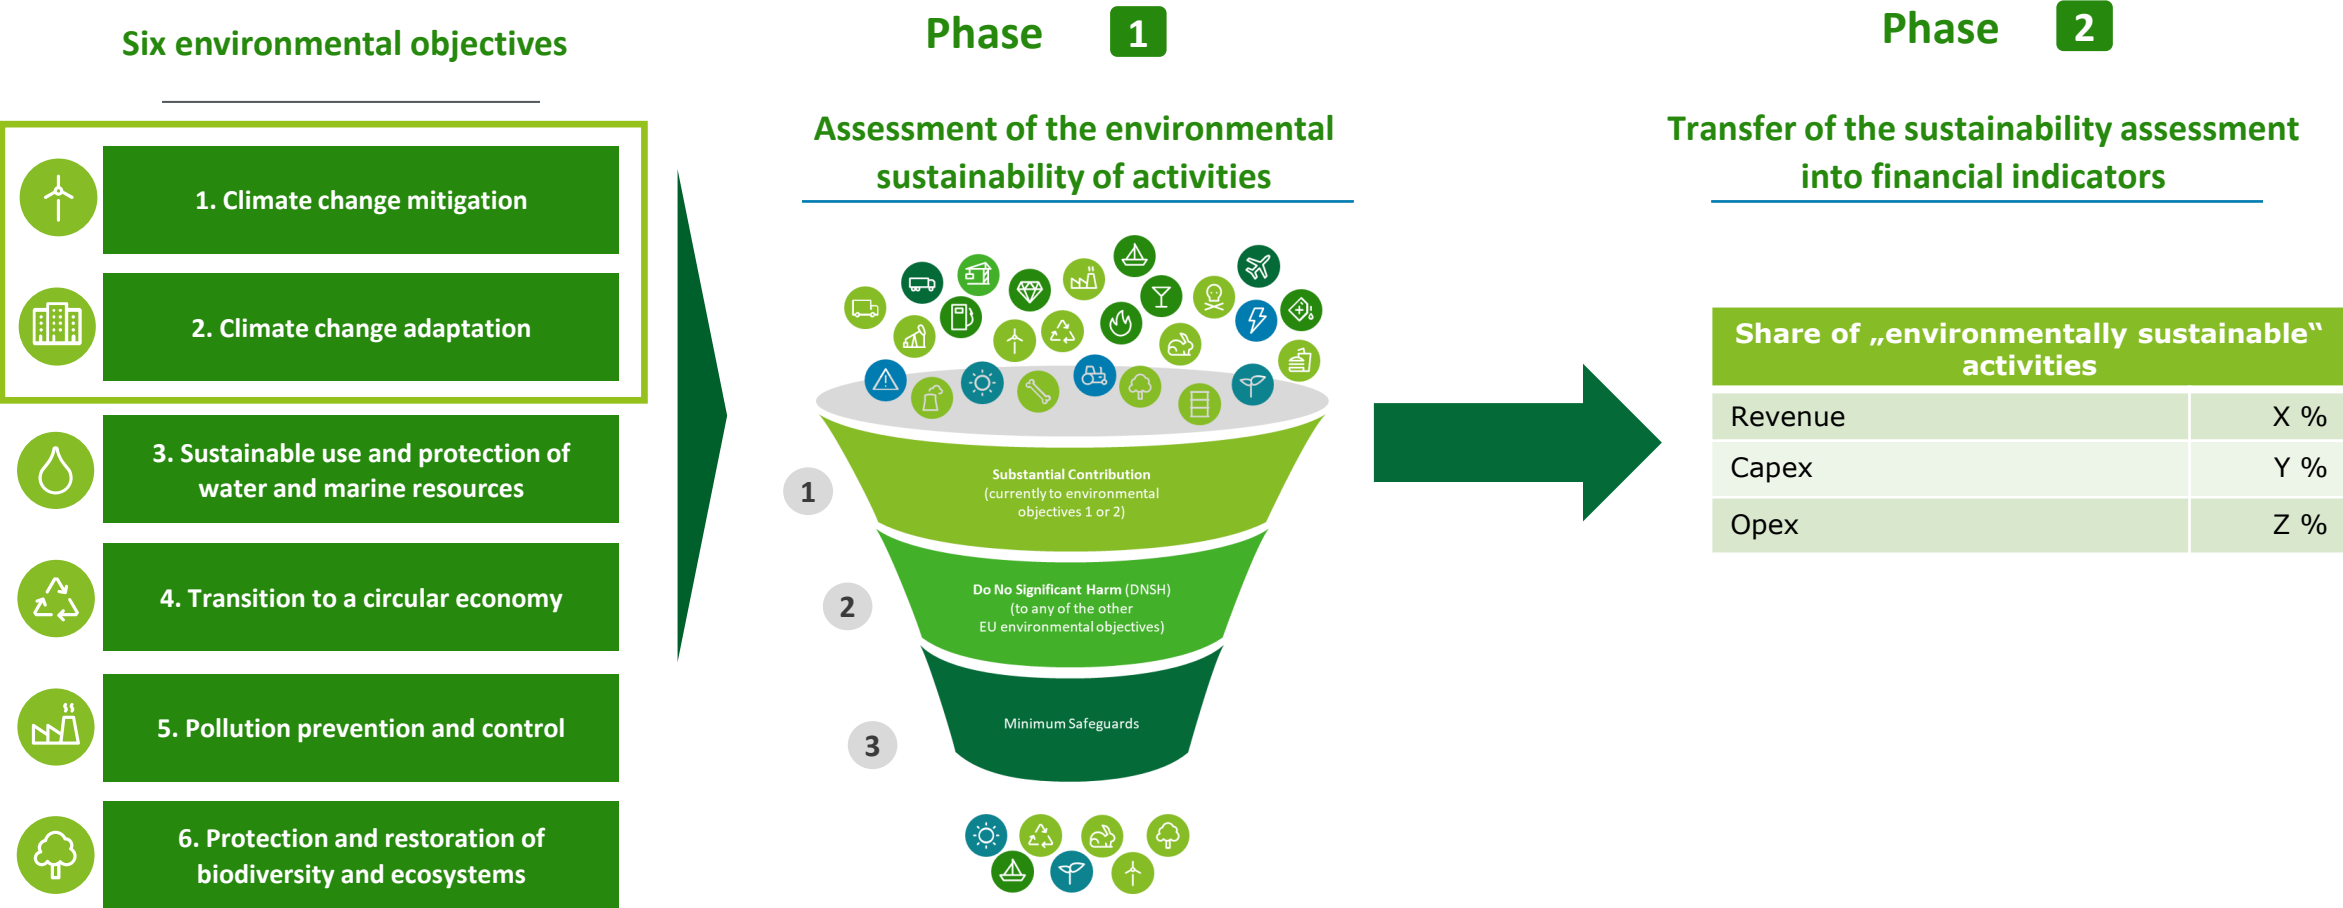 Six environmental objectives
1. Climate change mitigation
2. Climate change adaptation
3. Sustainable use and protection of
water and marine resources
4. Transition to a circular economy
5. Pollution prevention and control
6. Protection and restoration of
biodiversity and ecosystems
Phase 1
Assessment of the environmental
sustainability of activities
1
Substantial Contribution
(currently to environmental
objectives 1 or 2)
2
Do No Significant Harm (DNSH)
(to any of the other
EU environmental objectives)
3
Minimum Safeguards
Phase 2
Transfer of the sustainability assessment
into financial indicators
Share of „environmentally sustainable“
activities
Revenue X %
Capex Y %
Opex Z %